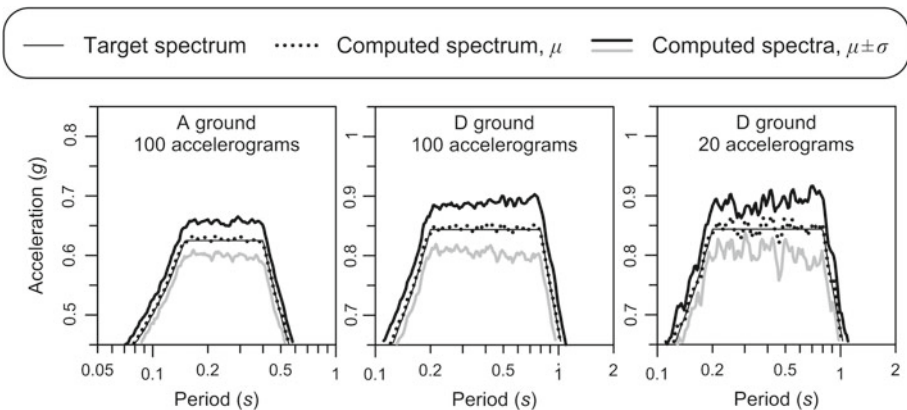 Target spectrum
Computed spectrum, μ
Computed spectra, μ±σ
A ground
100 accelerograms
D ground
100 accelerograms
D ground
20 accelerograms
Acceleration (g)
0.8
0.7
0.6
0.5
1
0.9
0.8
0.7
1
0.9
0.8
0.7
0.05 0.1 0.2 0.5 1
0.1 0.2 0.5 1 2
0.1 0.2 0.5 1 2
Period (s)
Period (s)
Period (s)